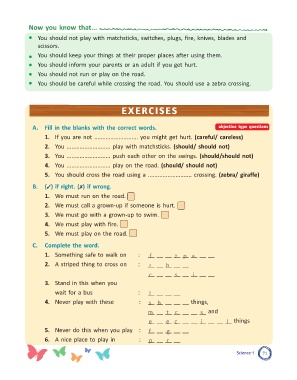 Now you know that...
• You should not play with matchsticks, switches, plugs, fire, knives, blades and
scissors.
• You should keep your things at their proper places after using them.
• You should inform your parents or an adult if you get hurt.
• You should not run or play on the road.
• You should be careful while crossing the road. You should use a zebra crossing.
EXERCISES
objective type questions
A. Fill in the blanks with the correct words.
1. If you are not ........................ you might get hurt. (careful/ careless)
2. You ........................ play with matchsticks. (should/ should not)
3. You ........................ push each other on the swings. (should/should not)
4. You ........................ play on the road. (should/ should not)
5. You should cross the road using a ........................ crossing. (zebra/ giraffe)
B. (✓) if right. (✗) if wrong.
1. We must run on the road.
2. We must call a grown-up if someone is hurt.
3. We must go with a grown-up to swim.
4. We must play with fire.
5. We must play on the road.
C. Complete the word.
1. Something safe to walk on :
2. A striped thing to cross on :
3. Stand in this when you
wait for a bus :
4. Never play these : things,
and
things
5. Never do this when you play :
6. A nice place to play in :
Science-1